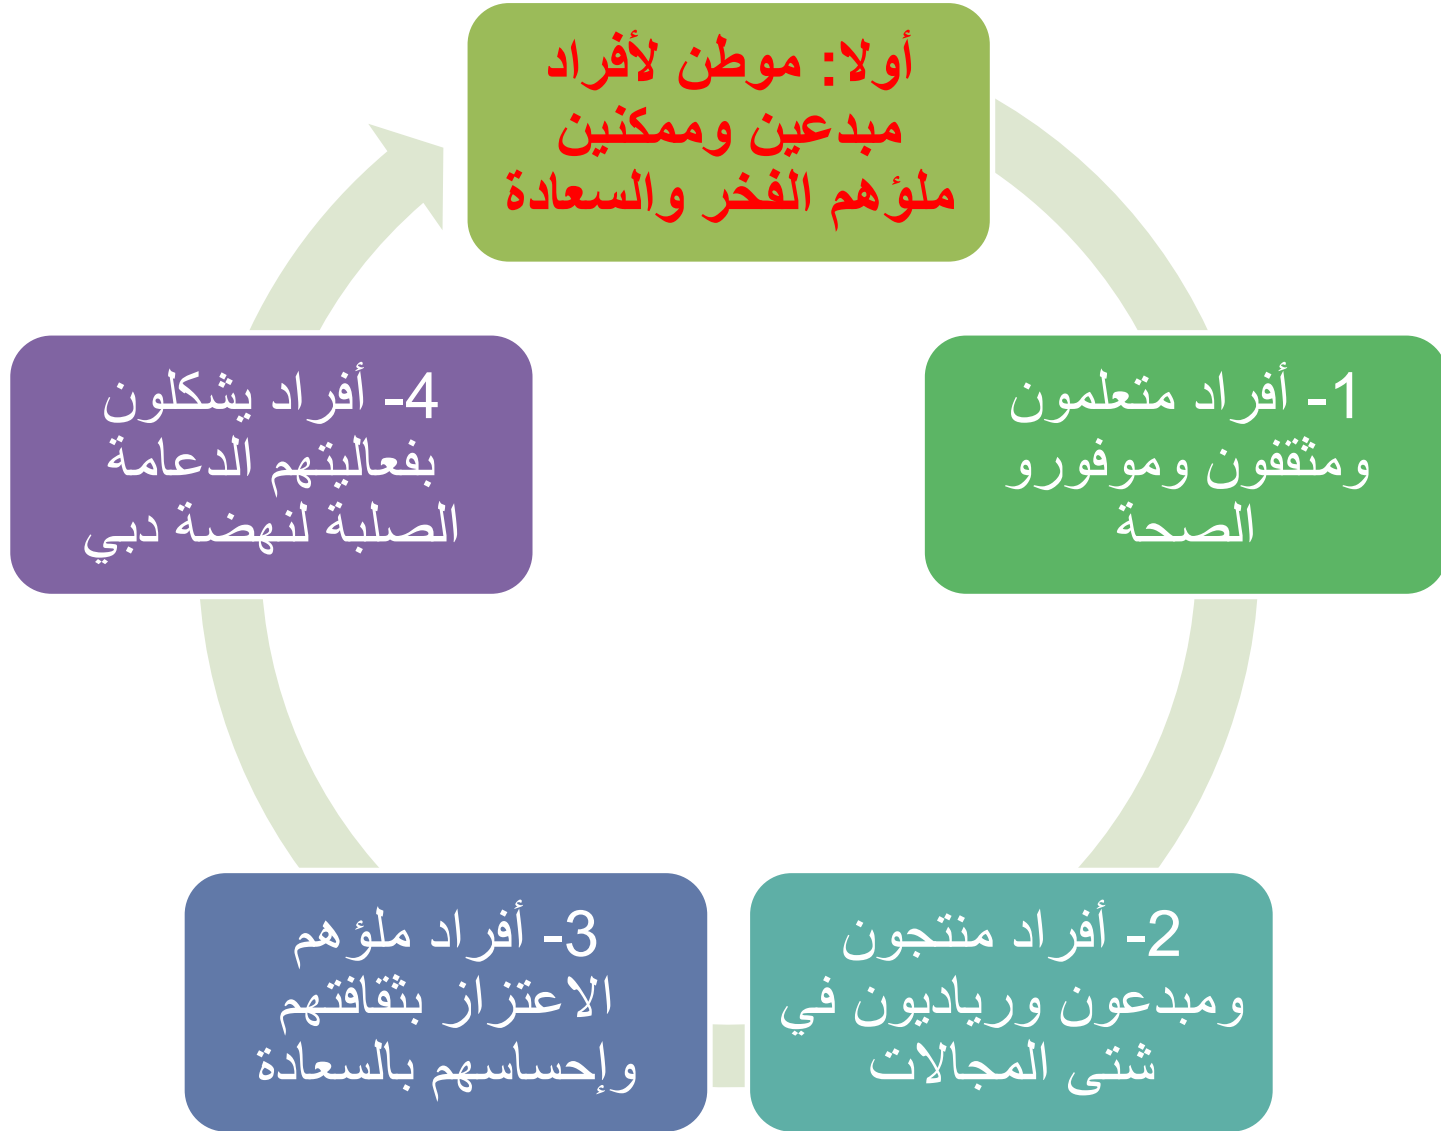 أولا: موطن لأفراد
مبدعين وممكنين
ملؤهم الفخر والسعادة
1- أفراد متعلمون
ومثقفون وموفورو
الصحة
2- أفراد منتجون
ومبدعون ورياديون في
شتى المجالات
3- أفراد ملؤهم
الاعتزاز بثقافتهم
وإحساسهم بالسعادة
4- أفراد يشكلون
بفعاليتهم الدعامة
الصلبة لنهضة دبي